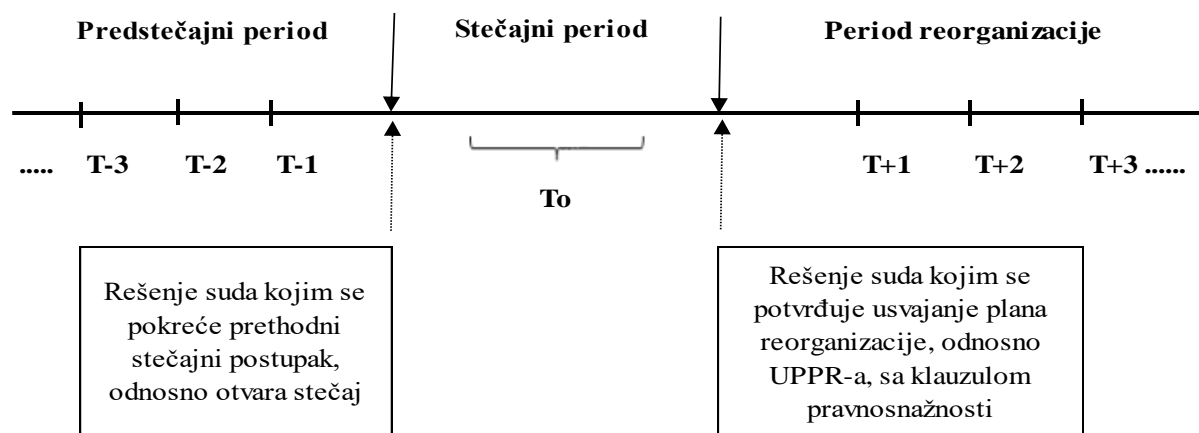 Predstečajni period Stečajni period Period reorganizacije
..... T-3 T-2 T-1 T+1 T+2 T+3 ......
To
Rešenje suda kojim se
pokreće prethodni
stečajni postupak,
odnosno otvara stečaj
Rešenje suda kojim se
potvrđuje usvajanje plana
reorganizacije, odnosno
UPPR-a, sa klauzulom
pravnosnažnosti